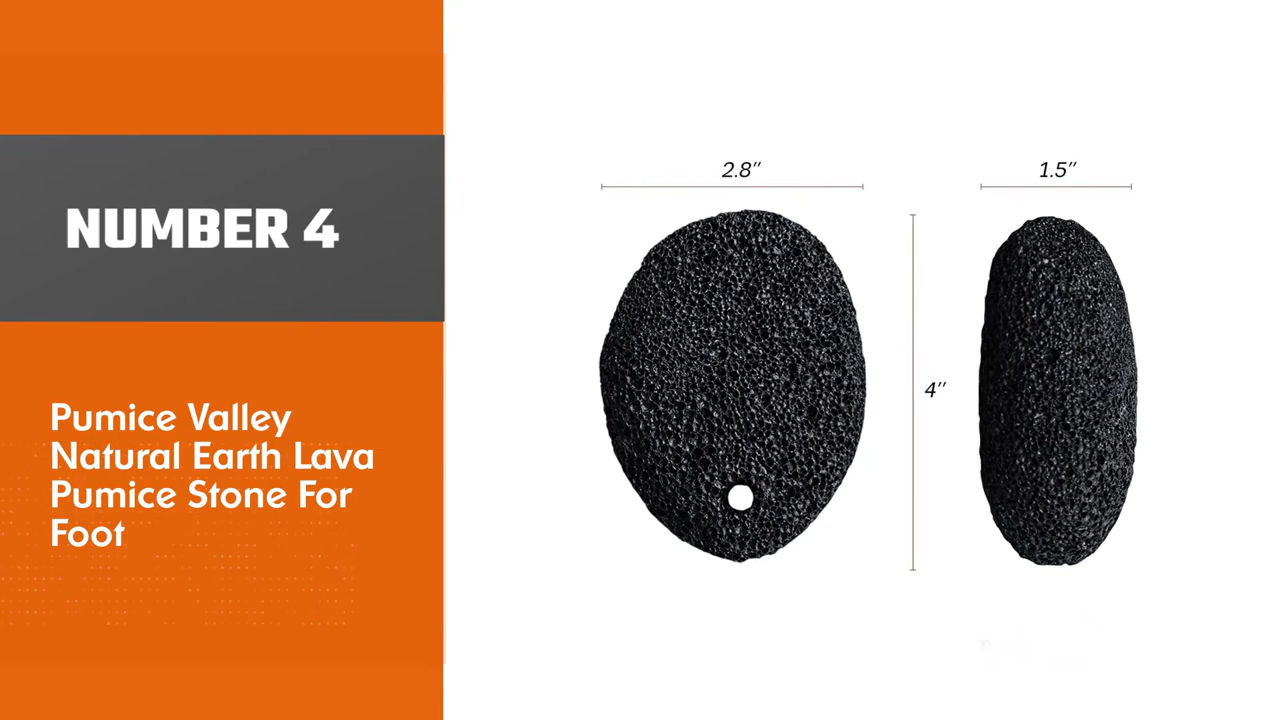 NUMBER 4
Pumice Valley
Natural Earth Lava
Pumice Stone For
Foot
2.8"
1.5"
4"